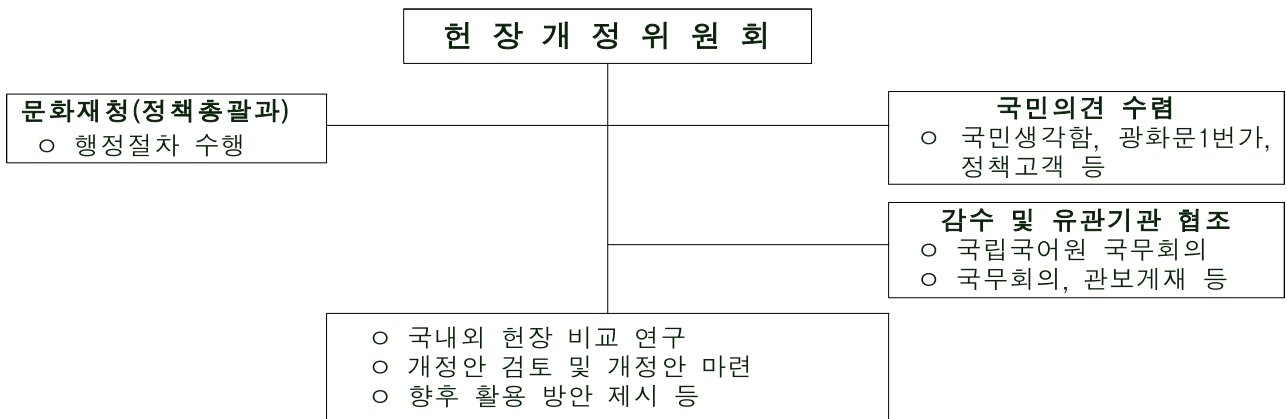 헌 장 개 정 위 원 회
문화재청(정책총괄과)
ㅇ 행정절차 수행
국민의견 수렴
ㅇ 국민생각함, 광화문1번가,
정책고객 등
감수 및 유관기관 협조
ㅇ 국립국어원 국무회의
ㅇ 국무회의, 관보게재 등
ㅇ 국내외 헌장 비교 연구
ㅇ 개정안 검토 및 개정안 마련
ㅇ 향후 활용 방안 제시 등